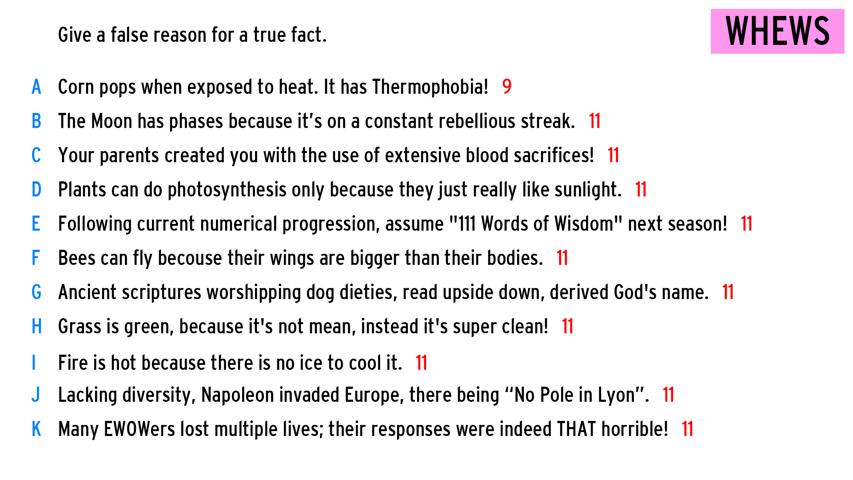 Give a false reason for a true fact.
WHEWS
A Corn pops when exposed to heat. It has Thermophobia! 9
B The Moon has phases because it's on a constant rebellious streak. 11
C Your parents created you with the use of extensive blood sacrifices! 11
D Plants can do photosynthesis only because they just really like sunlight. 11
E Following current numerical progression, assume "111 Words of Wisdom" next season! 11
F Bees can fly becouse their wings are bigger than their bodies. 11
G Ancient scriptures worshipping dog dieties, read upside down, derived God's name. 11
H Grass is green, because it's not mean, instead it's super clean! 11
I Fire is hot because there is no ice to cool it. 11
J Lacking diversity, Napoleon invaded Europe, there being “No Pole in Lyon”. 11
K Many EWOWers lost multiple lives; their responses were indeed THAT horrible! 11